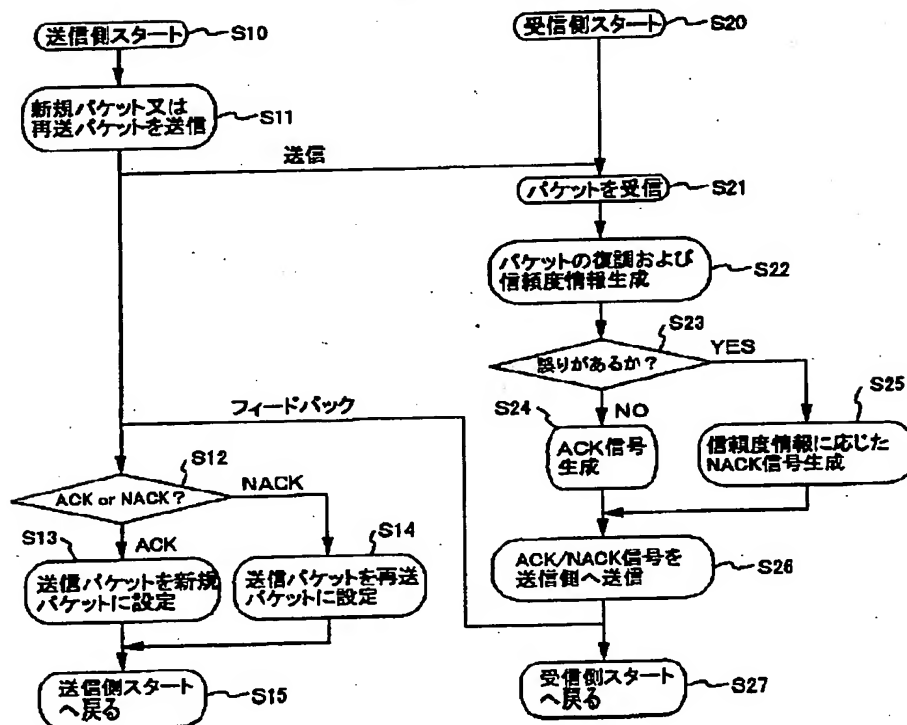 送信側スタート
S10
新規パケット又は
再送パケットを送信
S11
受信側スタート
S20
送信
パケットを受信
S21
パケットの復調および
信頼度情報生成
S22
S23
誤りがあるか?
YES
NO
S24
ACK信号
生成
S25
信頼度情報に応じた
NACK信号生成
フィードバック
S12
ACK or NACK?
NACK
ACK
S13
送信パケットを新規
パケットに設定
S14
送信パケットを再送
パケットに設定
ACK/NACK信号を
送信側へ送信
S26
送信側スタート
へ戻る
S15
受信側スタート
へ戻る
S27